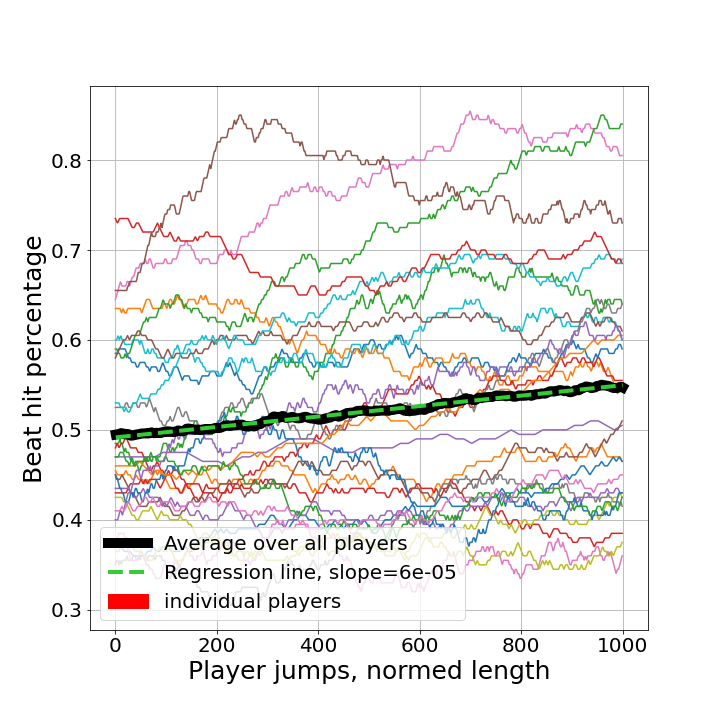 0.8
0.7
0.6
0.5
0.4
0.3
Beat hit percentage
Average over all players
Regression line, slope=6e-05
individual players
0 200 400 600 800 1000
Player jumps, normed length